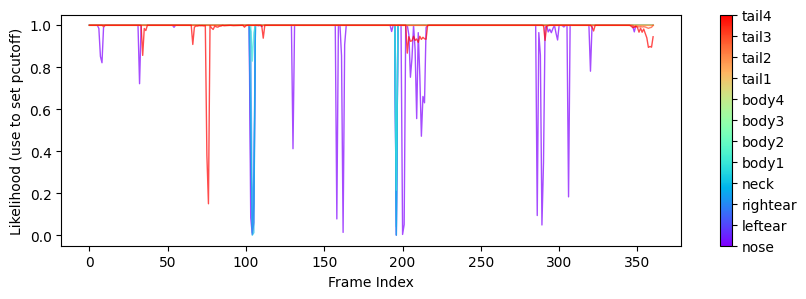 Likelihood (use to set pcutoff)
1.0
0.8
0.6
0.4
0.2
0.0
0
50
100
150
200
250
300
350
Frame Index
tail4
tail3
tail2
tail1
body4
body3
body2
body1
neck
rightear
leftear
nose